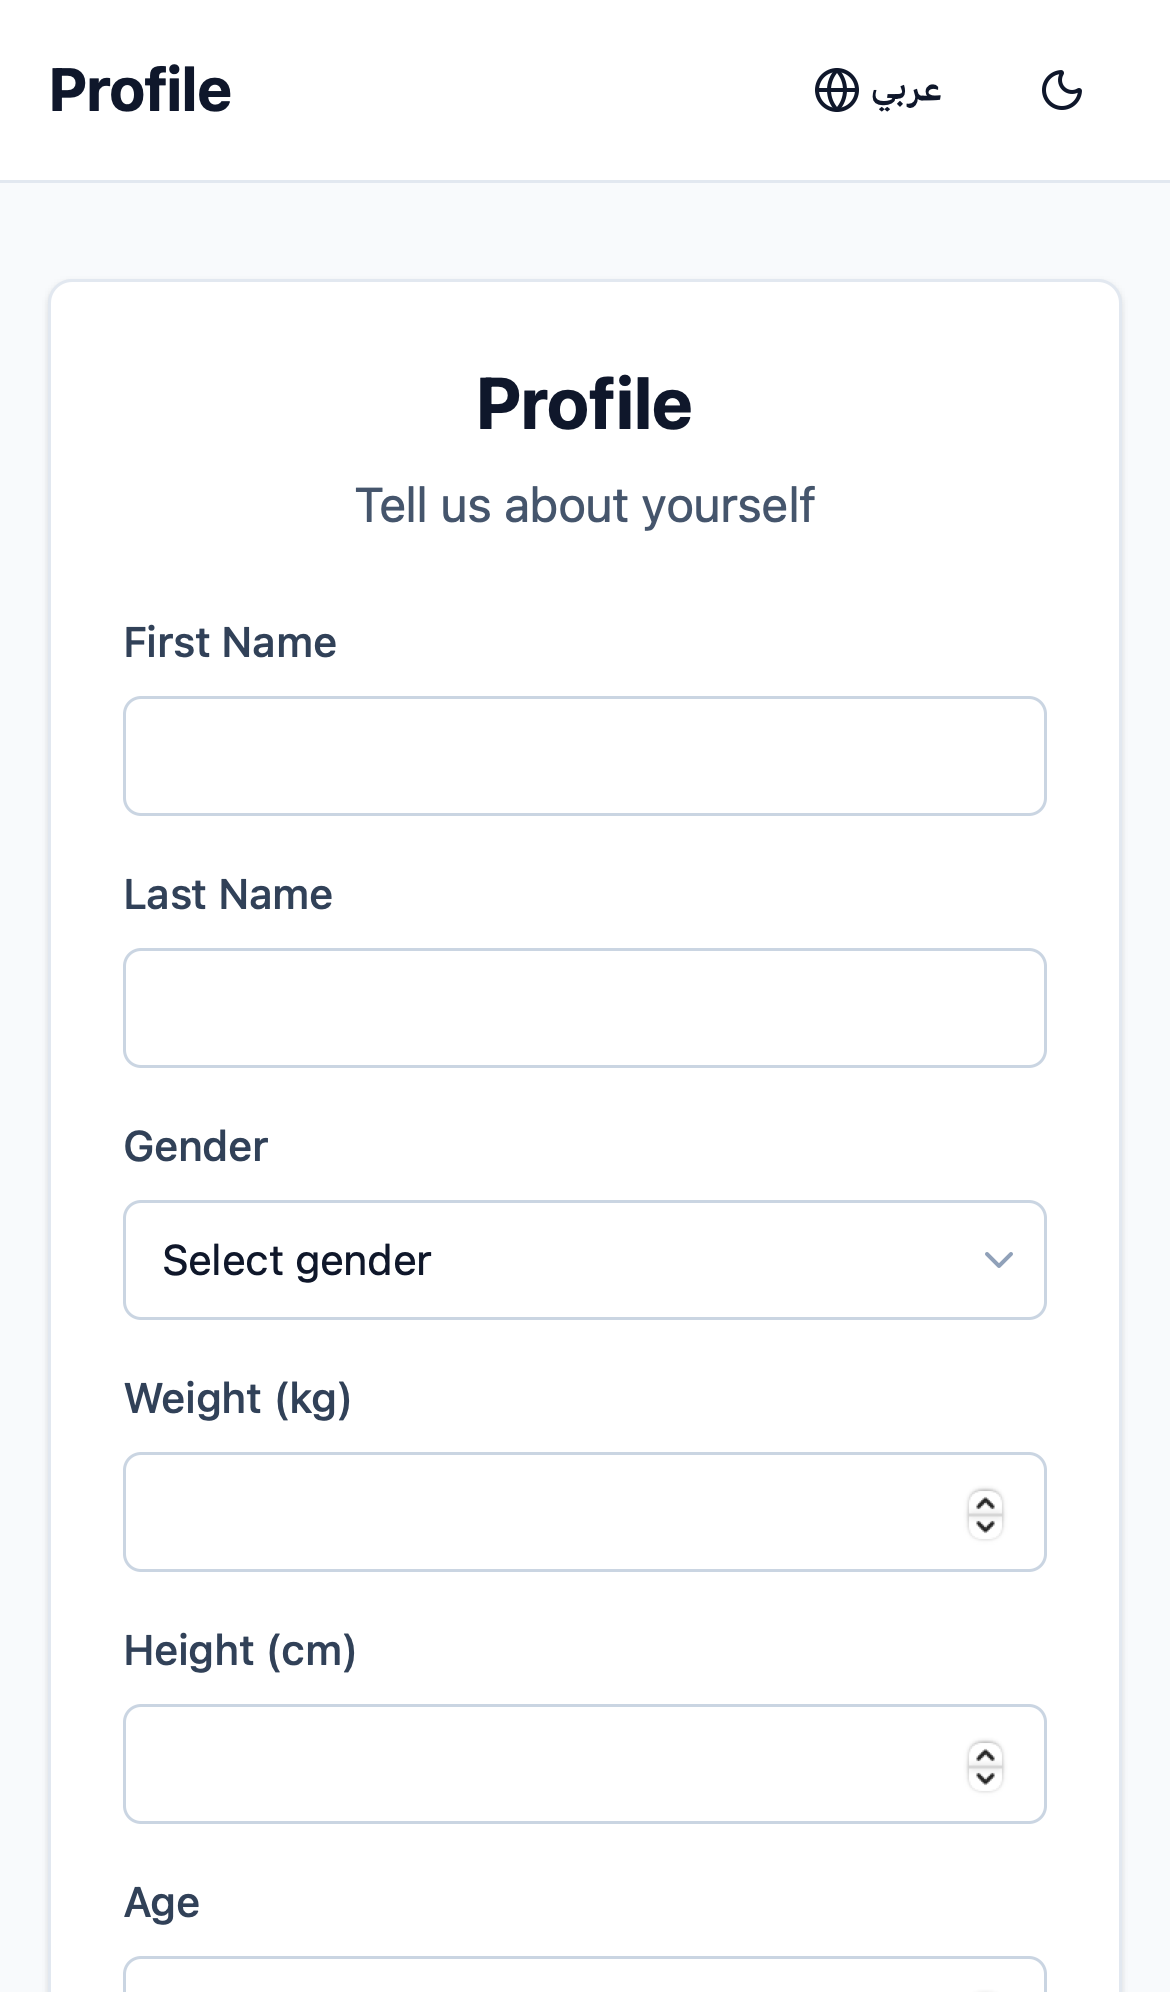 Profile
عربي
Profile
Tell us about yourself
First Name
Last Name
Gender
Select gender
Weight (kg)
Height (cm)
Age